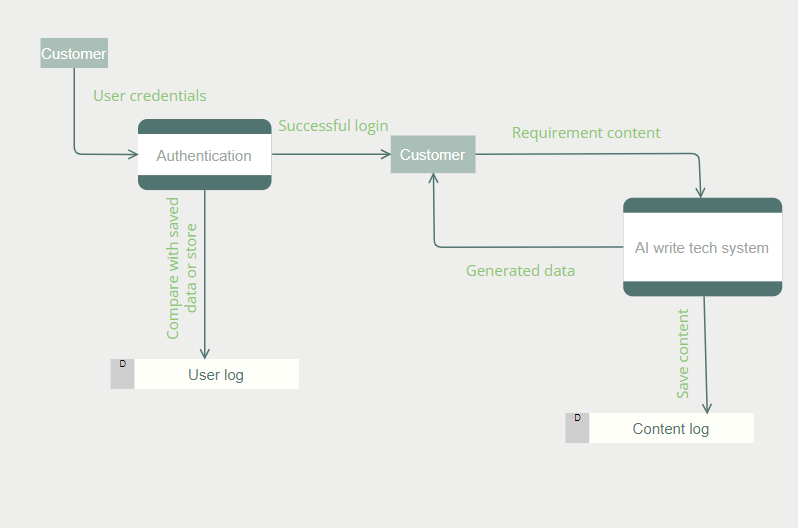 Customer
User credentials
Successful login
Authentication
Customer
Requirement content
Compare with saved
data or store
AI write tech system
Generated data
Save content
D
User log
D
Content log